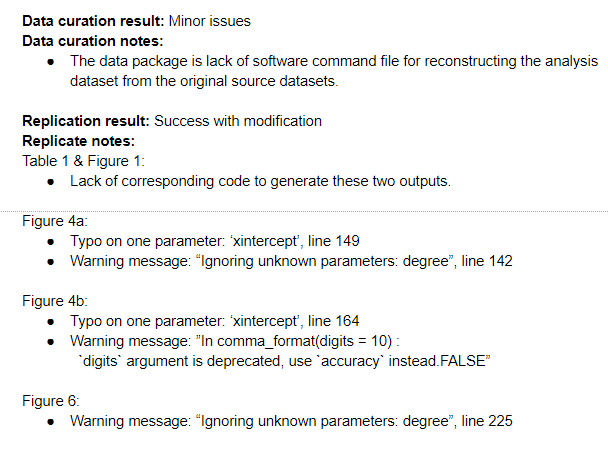 Data curation result: Minor issues
Data curation notes:
● The data package is lack of software command file for reconstructing the analysis
dataset from the original source datasets.
Replication result: Success with modification
Replicate notes:
Table 1 & Figure 1:
● Lack of corresponding code to generate these two outputs.
Figure 4a:
● Typo on one parameter: ‘xintercept’, line 149
● Warning message: “Ignoring unknown parameters: degree”, line 142
Figure 4b:
● Typo on one parameter: ‘xintercept’, line 164
● Warning message: ”In comma_format(digits = 10) :
`digits` argument is deprecated, use `accuracy` instead.FALSE”
Figure 6:
● Warning message: “Ignoring unknown parameters: degree”, line 225